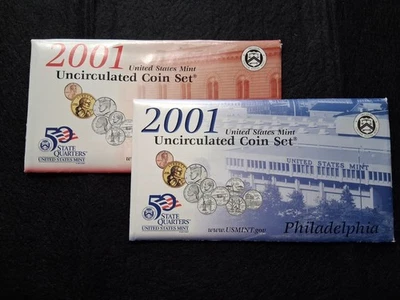 2001
United States Mint
Uncirculated Coin Set®
50
STATE
QUARTERS®
UNITED STATES MINT
2001
United States Mint
Uncirculated Coin Set®
UNITED STATES MINT
50
STATE
QUARTERS®
UNITED STATES MINT
www.USMINT.gov
Philadelphia